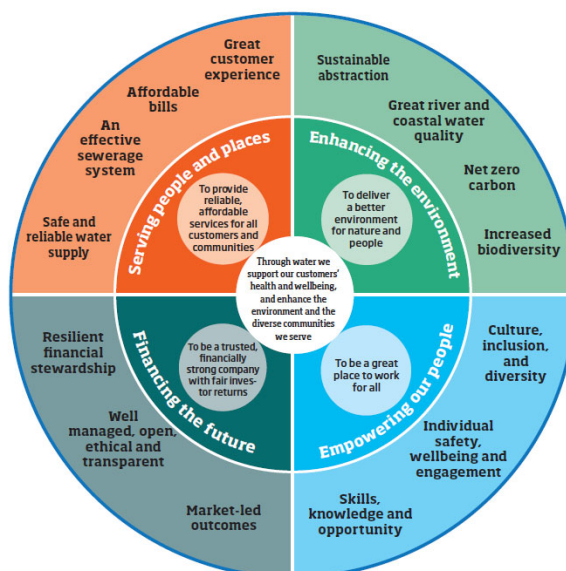 Great
customer
experience
Affordable
bills
An
effective
sewerage
system
Safe and
reliable water
supply
Serving people and places
To provide
reliable,
affordable
services for all
customers and
communities
Sustainable
abstraction
Great river and
coastal water
quality
Net zero
carbon
Increased
biodiversity
Enhancing the environment
To deliver
a better
environment
for nature and
people
Through water we
support our customers'
health and wellbeing,
and enhance the
environment and the
diverse communities
we serve
Resilient
financial
stewardship
Well
managed, open,
ethical and
transparent
Market-led
outcomes
Financing the future
To be a trusted,
financially
strong company
with fair inves-
tor returns
Culture,
inclusion,
and
diversity
Individual
safety,
wellbeing and
engagement
Skills,
knowledge and
opportunity
Empowering our people
To be a great
place to work
for all